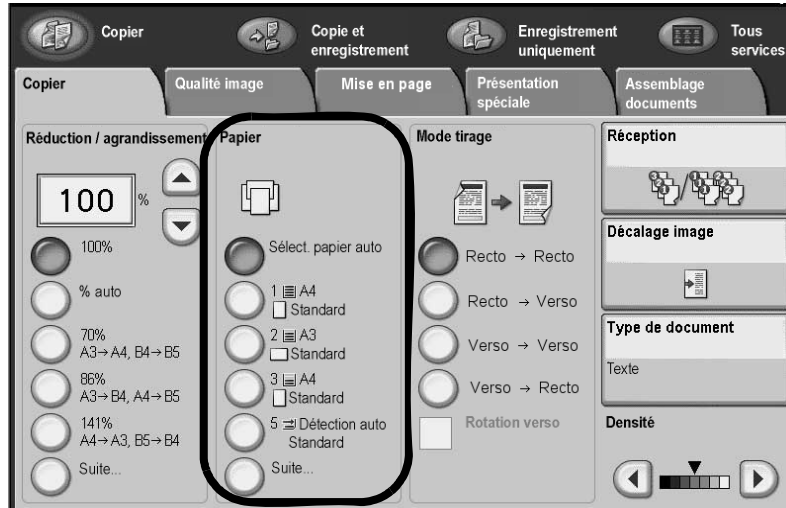 Copier
Copie et
enregistrement
Enregistrement
uniquement
Tous
services
Copier
Qualité image
Mise en page
Présentation
spéciale
Assemblage
documents
Réduction / agrandissement
100 %
100%
% auto
70%
A3→A4, B4→B5
86%
A3→B4, A4→B5
141%
A4→A3, B5→B4
Suite...
Papier
Sélect. papier auto
1 A4
Standard
2 A3
Standard
3 A4
Standard
5 Détection auto
Standard
Suite...
Mode tirage
Recto → Recto
Recto → Verso
Verso → Verso
Verso → Recto
Rotation verso
Réception
Décalage image
Type de document
Texte
Densité